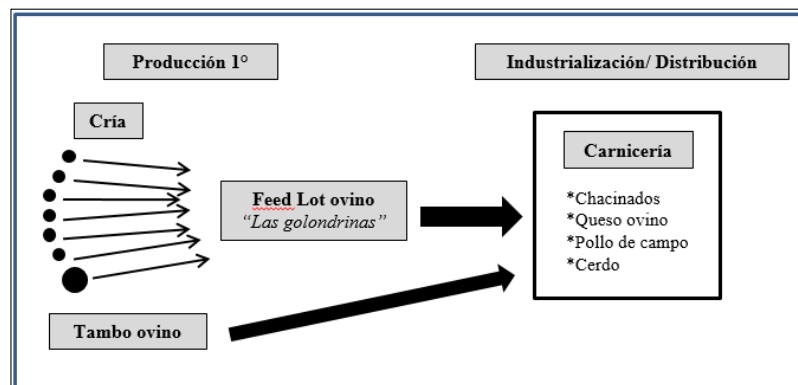 Producción 1°
Industrialización/ Distribución
Cría
Carnicería
Feed Lot ovino
“Las golondrinas”
*Chacinados
*Queso ovino
*Pollo de campo
*Cerdo
Tambo ovino